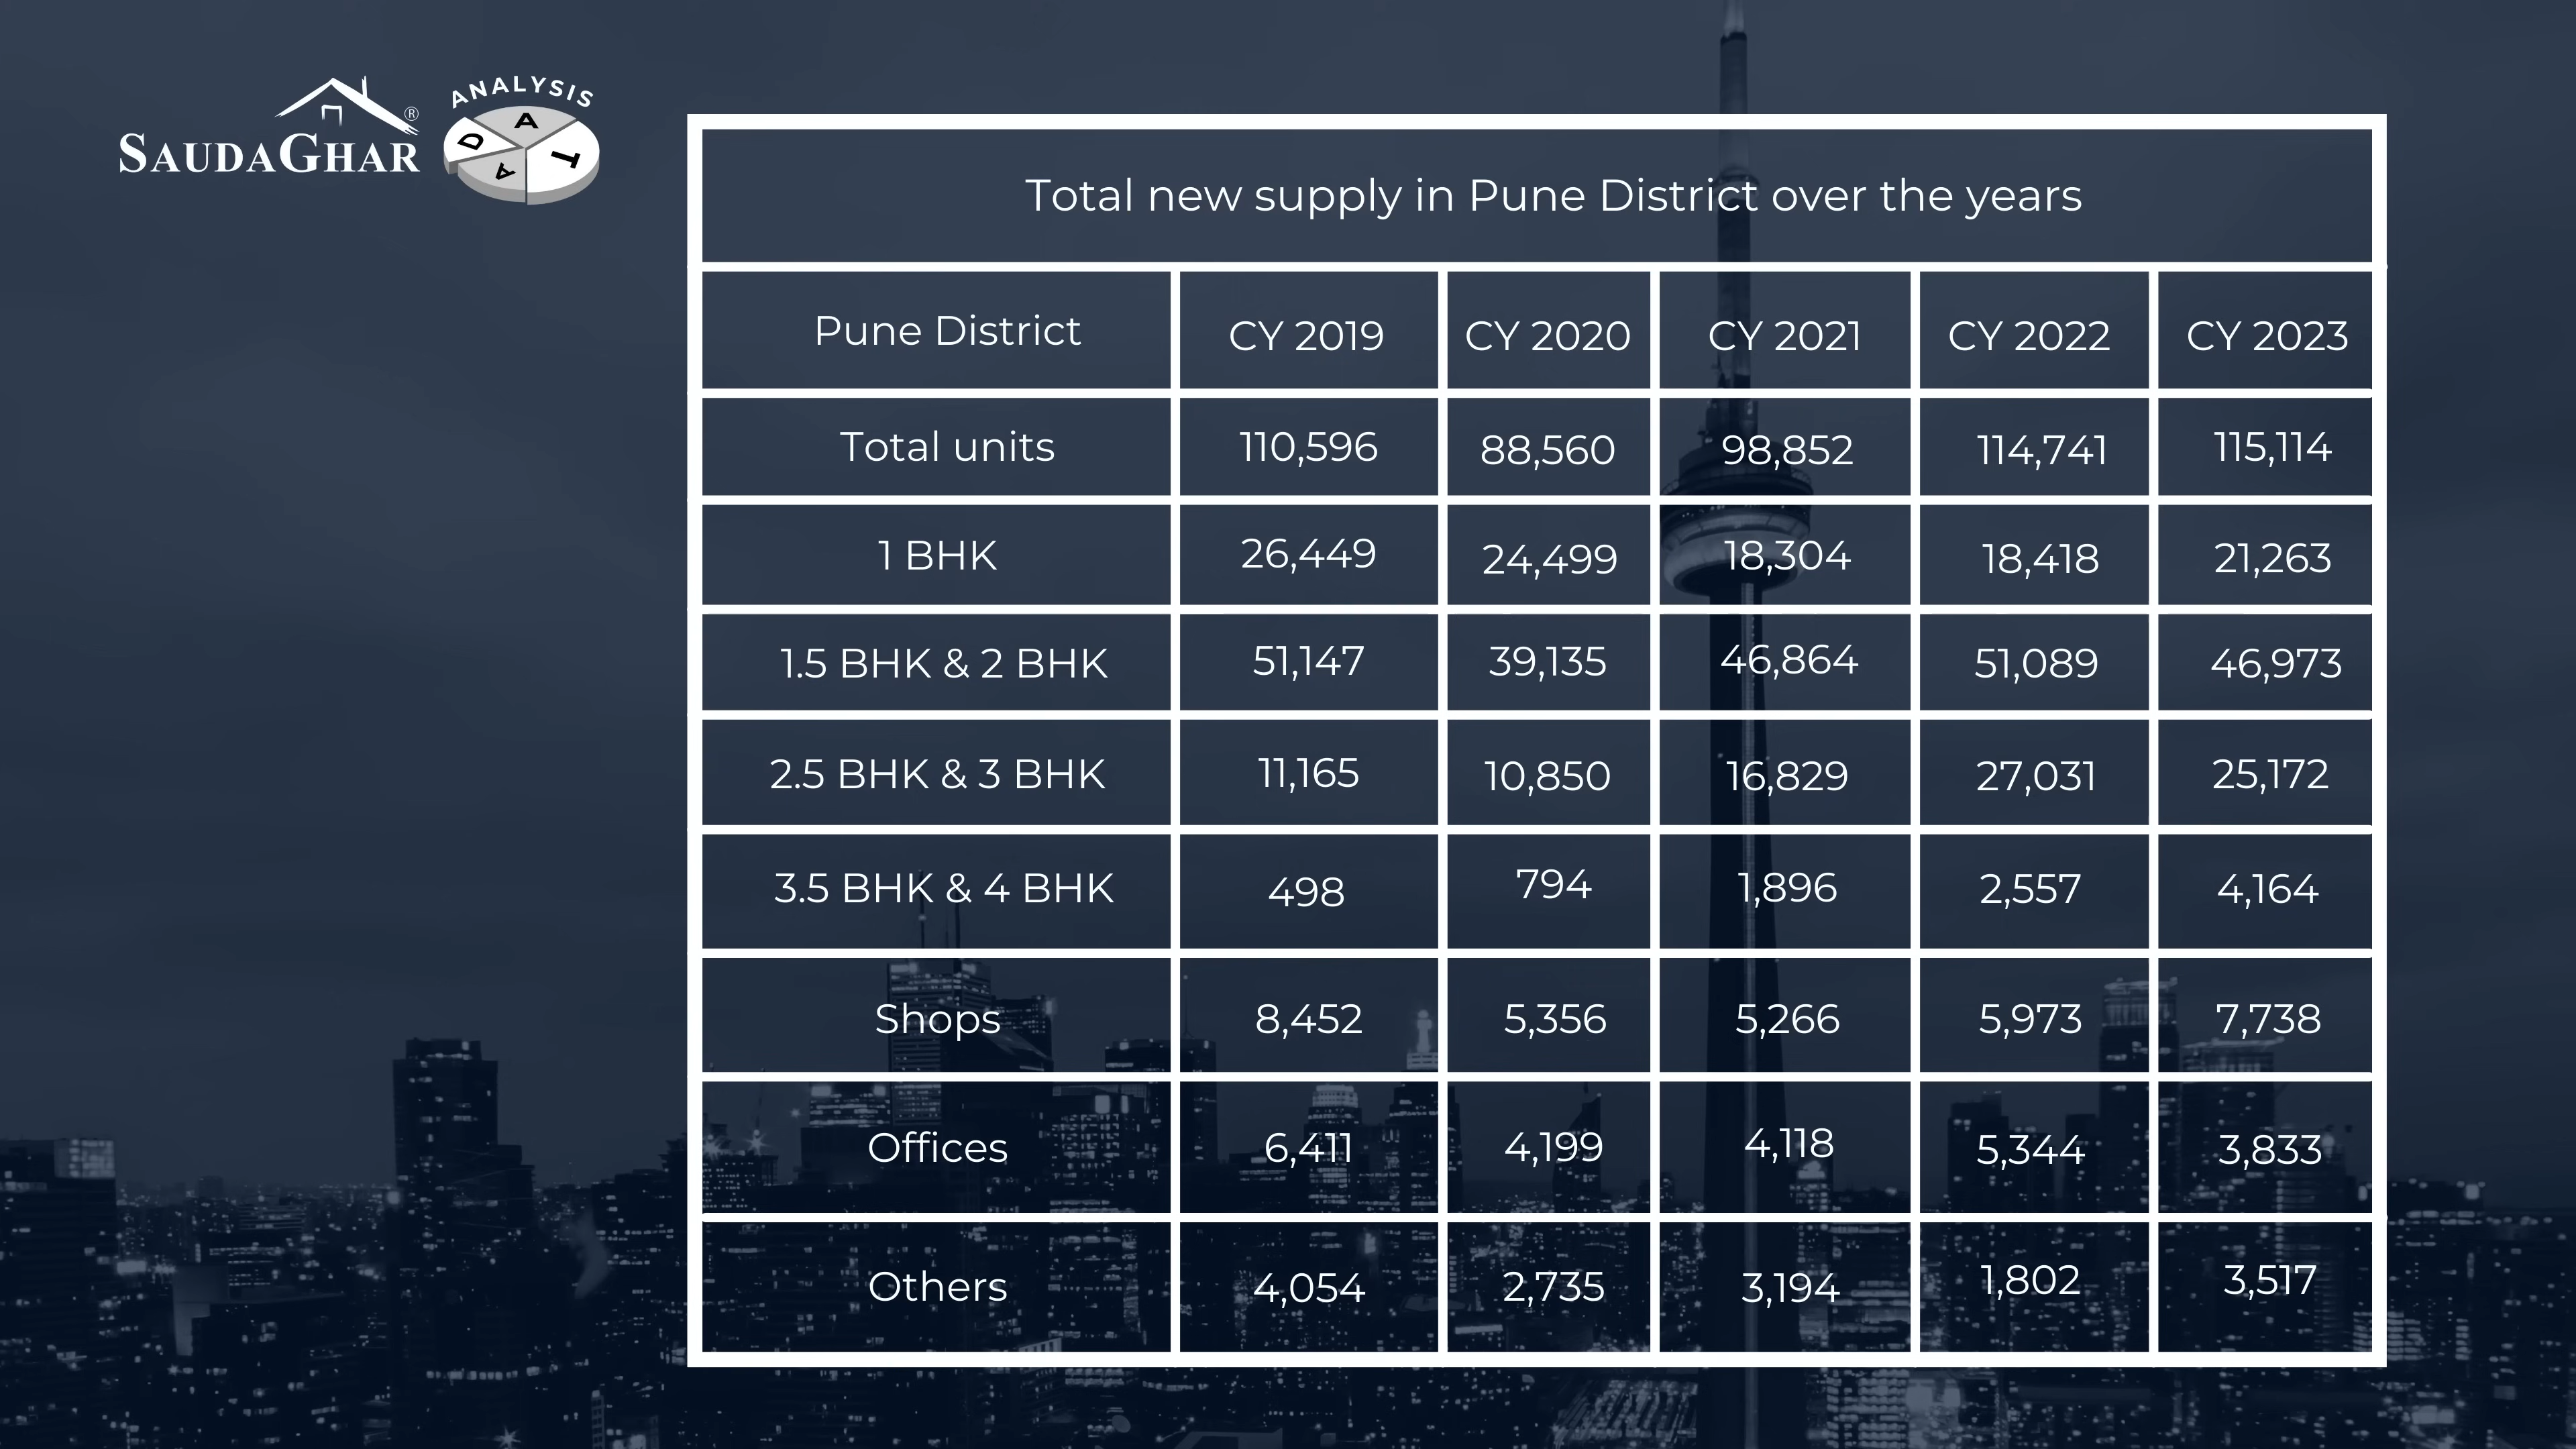 SAUDAGHAR®
ANALYSIS
DATA
Total new supply in Pune District over the years
Pune District CY 2019 CY 2020 CY 2021 CY 2022 CY 2023
Total units 110,596 88,560 98,852 114,741 115,114
1 BHK 26,449 24,499 18,304 18,418 21,263
1.5 BHK & 2 BHK 51,147 39,135 46,864 51,089 46,973
2.5 BHK & 3 BHK 11,165 10,850 16,829 27,031 25,172
3.5 BHK & 4 BHK 498 794 1,896 2,557 4,164
Shops 8,452 5,356 5,266 5,973 7,738
Offices 6,411 4,199 4,118 5,344 3,833
Others 4,054 2,735 3,194 1,802 3,517